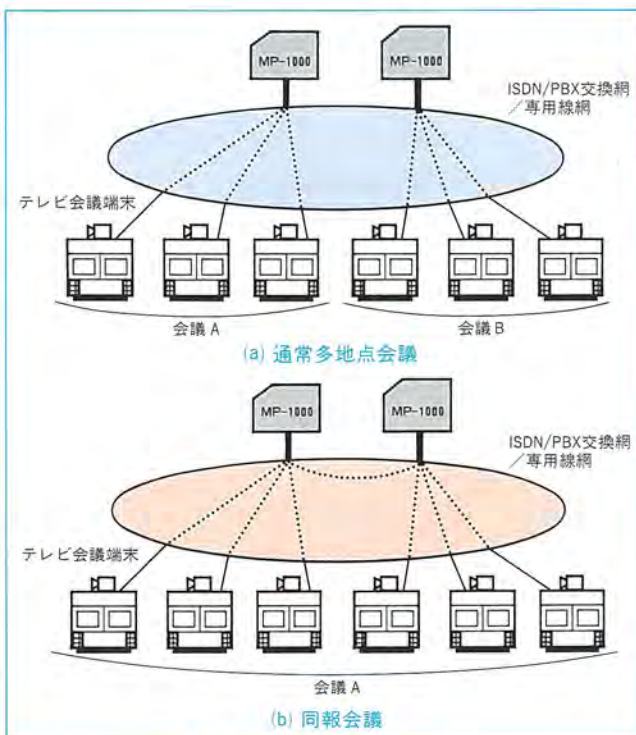 MP-1000 MP-1000
ISDN/PBX交換網
／専用線網
テレビ会議端末
会議A 会議B
(a) 通常多地点会議
MP-1000 MP-1000
ISDN/PBX交換網
／専用線網
テレビ会議端末
会議A
(b) 同報会議